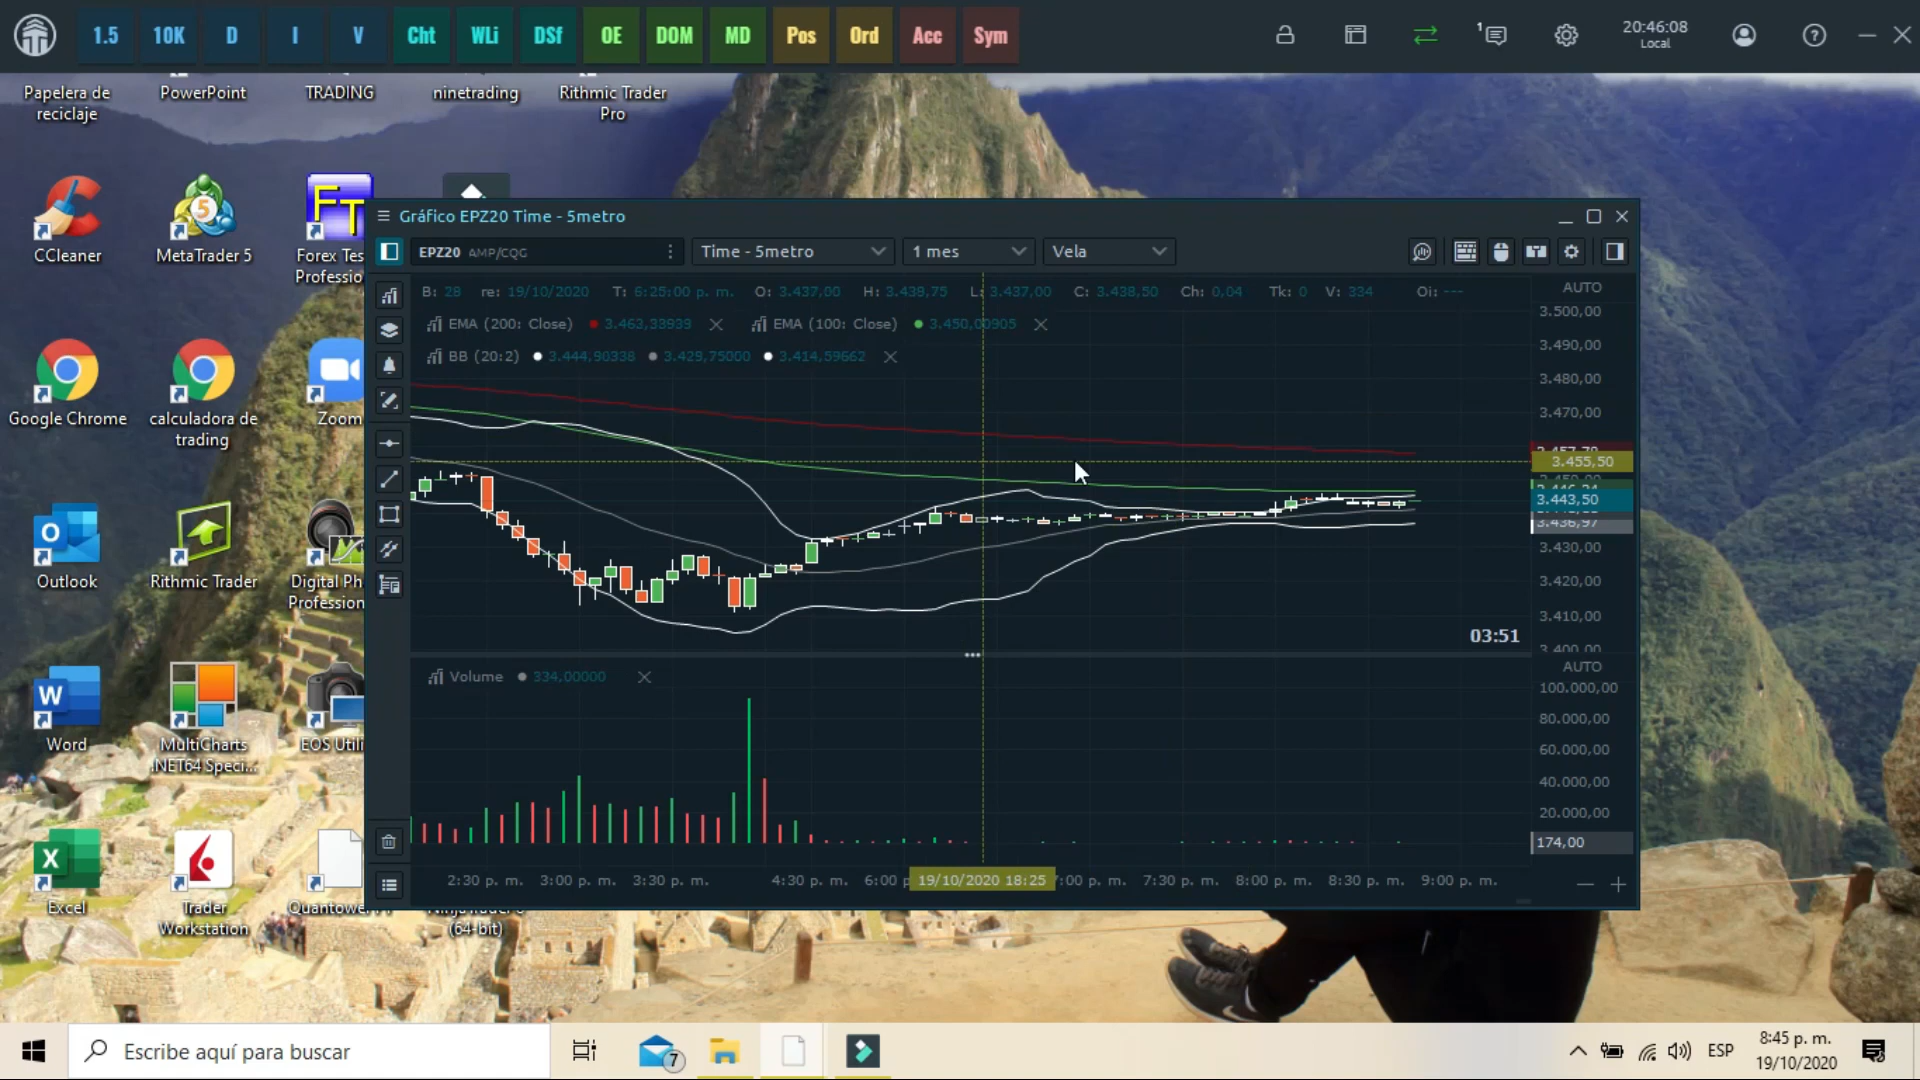 1.5 10K D I V Cht WLi DSf OE DOM MD Pos Ord Acc Sym
1
20:46:08
Local
Papelera de
reciclaje
PowerPoint
TRADING
ninetrading
Rithmic Trader
Pro
CCleaner
MetaTrader 5
Forex Tes
Professio
Google Chrome
calculadora de
trading
Zoom
Outlook
Rithmic Trader
Digital Ph
Profession
Word
MultiCharts
.NET64 Speci...
EOS Utili
Excel
Trader
Workstation
Quantowe
(64-bit)
Gráfico EPZ20 Time - 5metro
EPZ20 AMP/CQG
Time - 5metro
1 mes
Vela
B: 28 re: 19/10/2020 T: 6:25:00 p. m. O: 3.437,00 H: 3.438,75 L: 3.437,00 C: 3.438,50 Ch: 0,04 Tk: 0 V: 334 Oi: ---
EMA (200: Close) 3.463,33939 EMA (100: Close) 3.450,00905
BB (20:2) 3.444,90338 3.429,75000 3.414,59662
AUTO
3.500,00
3.490,00
3.480,00
3.470,00
3.455,50
3.443,50
3.436,97
3.430,00
3.420,00
3.410,00
3.400,00
03:51
Volume 334,00000
AUTO
100.000,00
80.000,00
60.000,00
40.000,00
20.000,00
174,00
2:30 p. m. 3:00 p. m. 3:30 p. m. 4:30 p. m. 6:00 p 19/10/2020 18:25 :00 p. m. 7:30 p. m. 8:00 p. m. 8:30 p. m. 9:00 p. m.
Escribe aquí para buscar
7
ESP
8:45 p. m.
19/10/2020